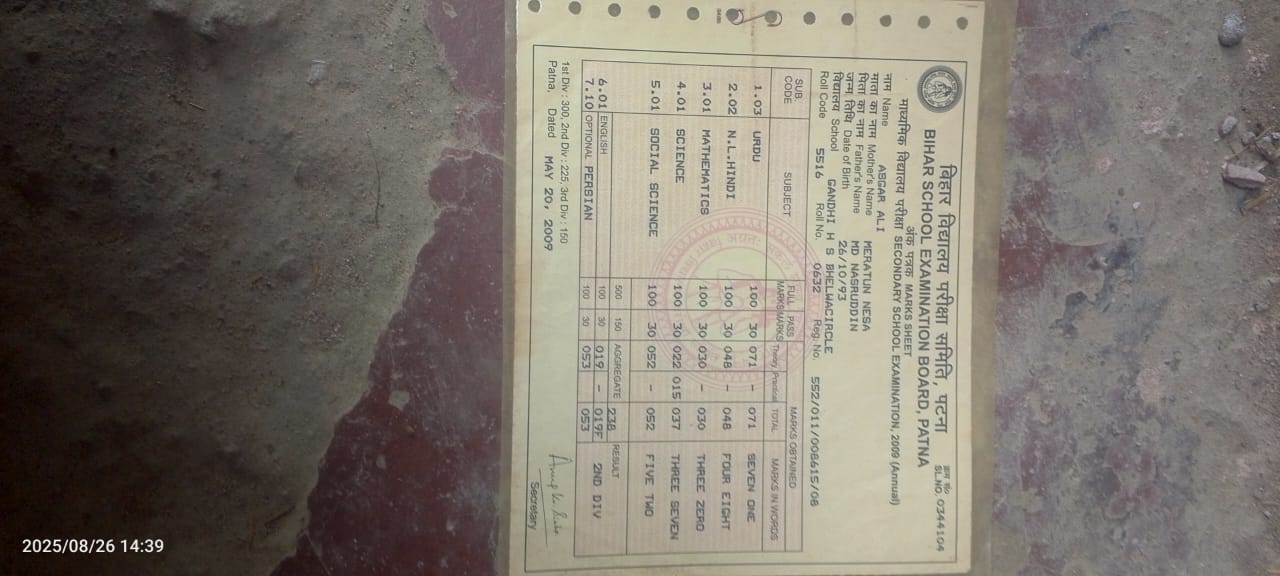 बिहार विद्यालय परीक्षा समिति, पटना
BIHAR SCHOOL EXAMINATION BOARD, PATNA
क्रम सं०
SL.NO. 0344104
माध्यमिक विद्यालय परीक्षा SECONDARY SCHOOL EXAMINATION, 2009 (Annual)
अंक पत्रक MARKS SHEET
नाम Name ASGAR ALI
माता का नाम Mother's Name MERATUN NESA
पिता का नाम Father's Name MD NASRUDDIN
जन्म तिथि Date of Birth 26/10/93
विद्यालय School GANDHI H S BHELWACIRCLE
Roll Code 5516 Roll No. 0632 Reg. No. 552/011/008615/08
SUB. CODE SUBJECT FULL MARKS PASS MARKS MARKS OBTAINED
Theory Practical TOTAL MARKS IN WORDS
1.03 URDU 100 30 071 - 071 SEVEN ONE
2.02 N.L.HINDI 100 30 048 - 048 FOUR EIGHT
3.01 MATHEMATICS 100 30 030 - 030 THREE ZERO
4.01 SCIENCE 100 30 022 015 037 THREE SEVEN
5.01 SOCIAL SCIENCE 100 30 052 - 052 FIVE TWO
500 150 AGGREGATE 238 RESULT
6.01 ENGLISH 100 30 019 - 019F 2ND DIV
7.10 OPTIONAL PERSIAN 100 30 053 053
1st Div : 300, 2nd Div : 225, 3rd Div : 150
Patna, Dated MAY 20, 2009
Secretary
2025/08/26 14:39